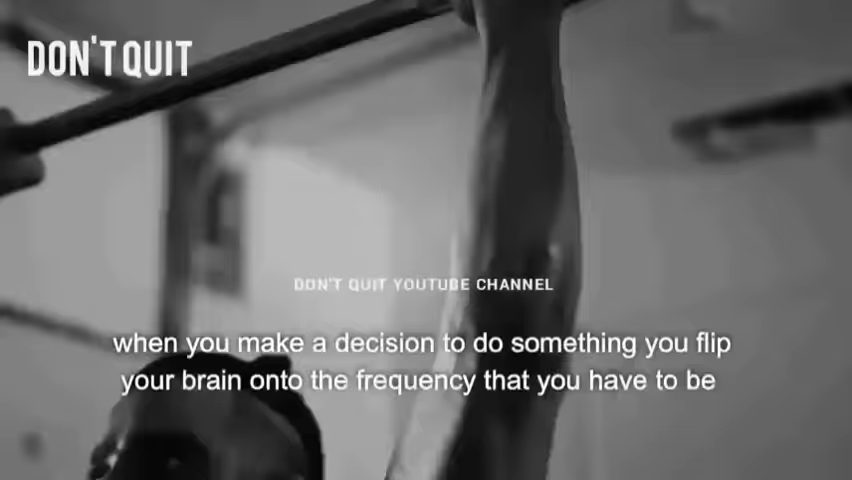 DON'T QUIT
DON'T QUIT YOUTUBE CHANNEL
when you make a decision to do something you flip
your brain onto the frequency that you have to be